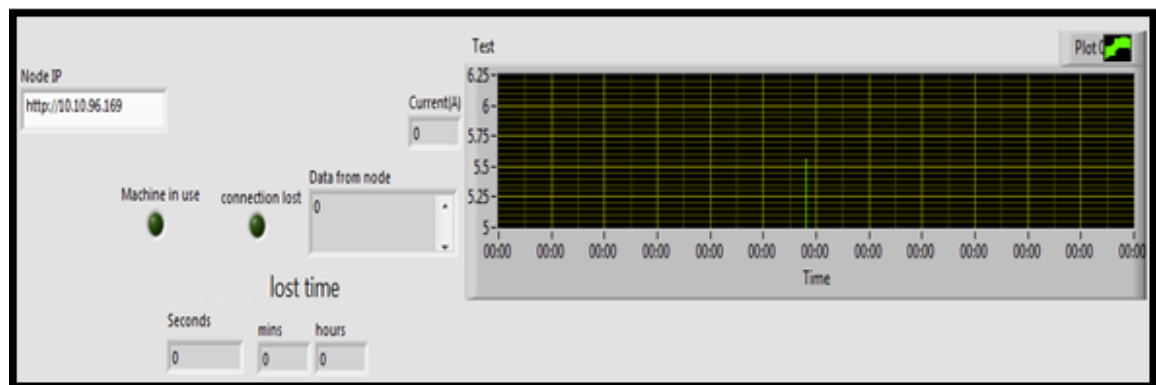 Test
Plot 0
Node IP
http://10.10.96.169
Current(A)
0
6.25
6
5.75
5.5
5.25
5
Machine in use
connection lost
Data from node
0
00:00 00:00 00:00 00:00 00:00 00:00 00:00 00:00 00:00 00:00 00:00 00:00 00:00
Time
lost time
Seconds mins hours
0 0 0